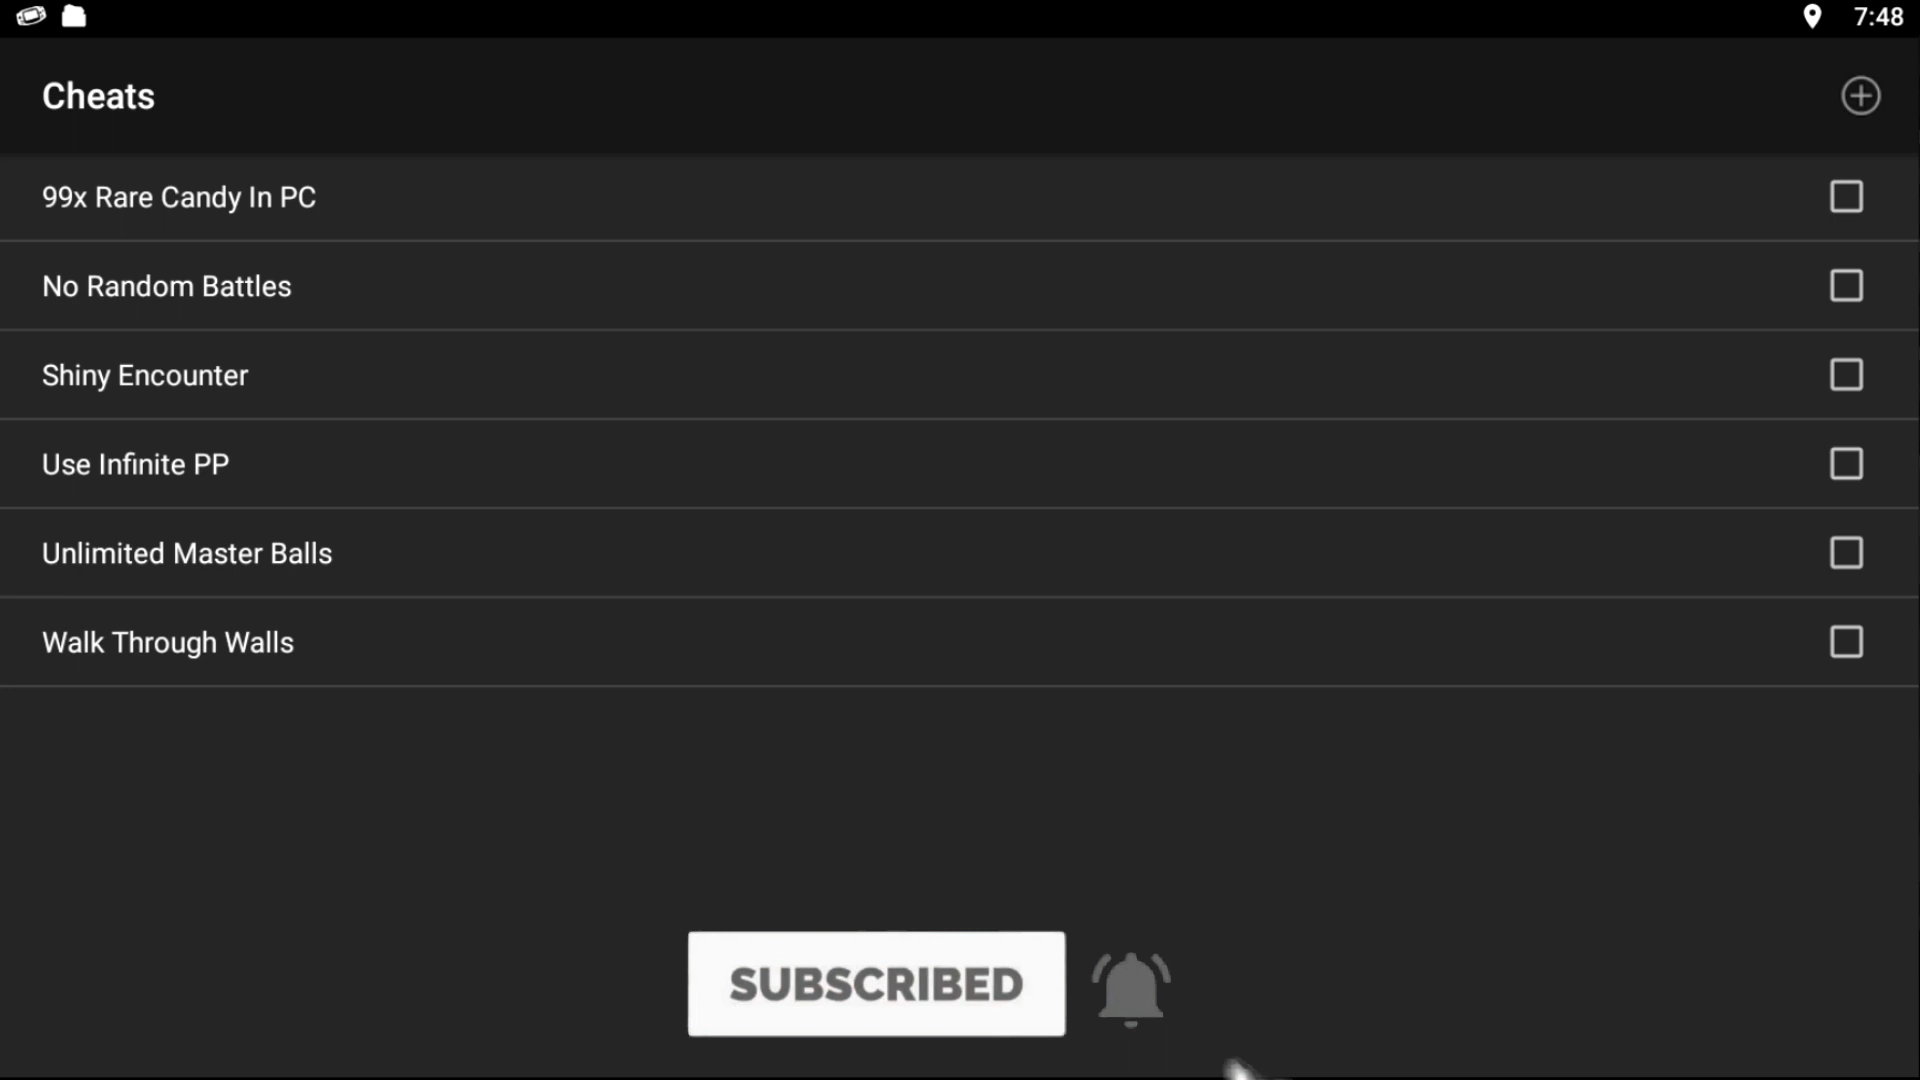 7:48
Cheats
99x Rare Candy In PC
No Random Battles
Shiny Encounter
Use Infinite PP
Unlimited Master Balls
Walk Through Walls
SUBSCRIBED